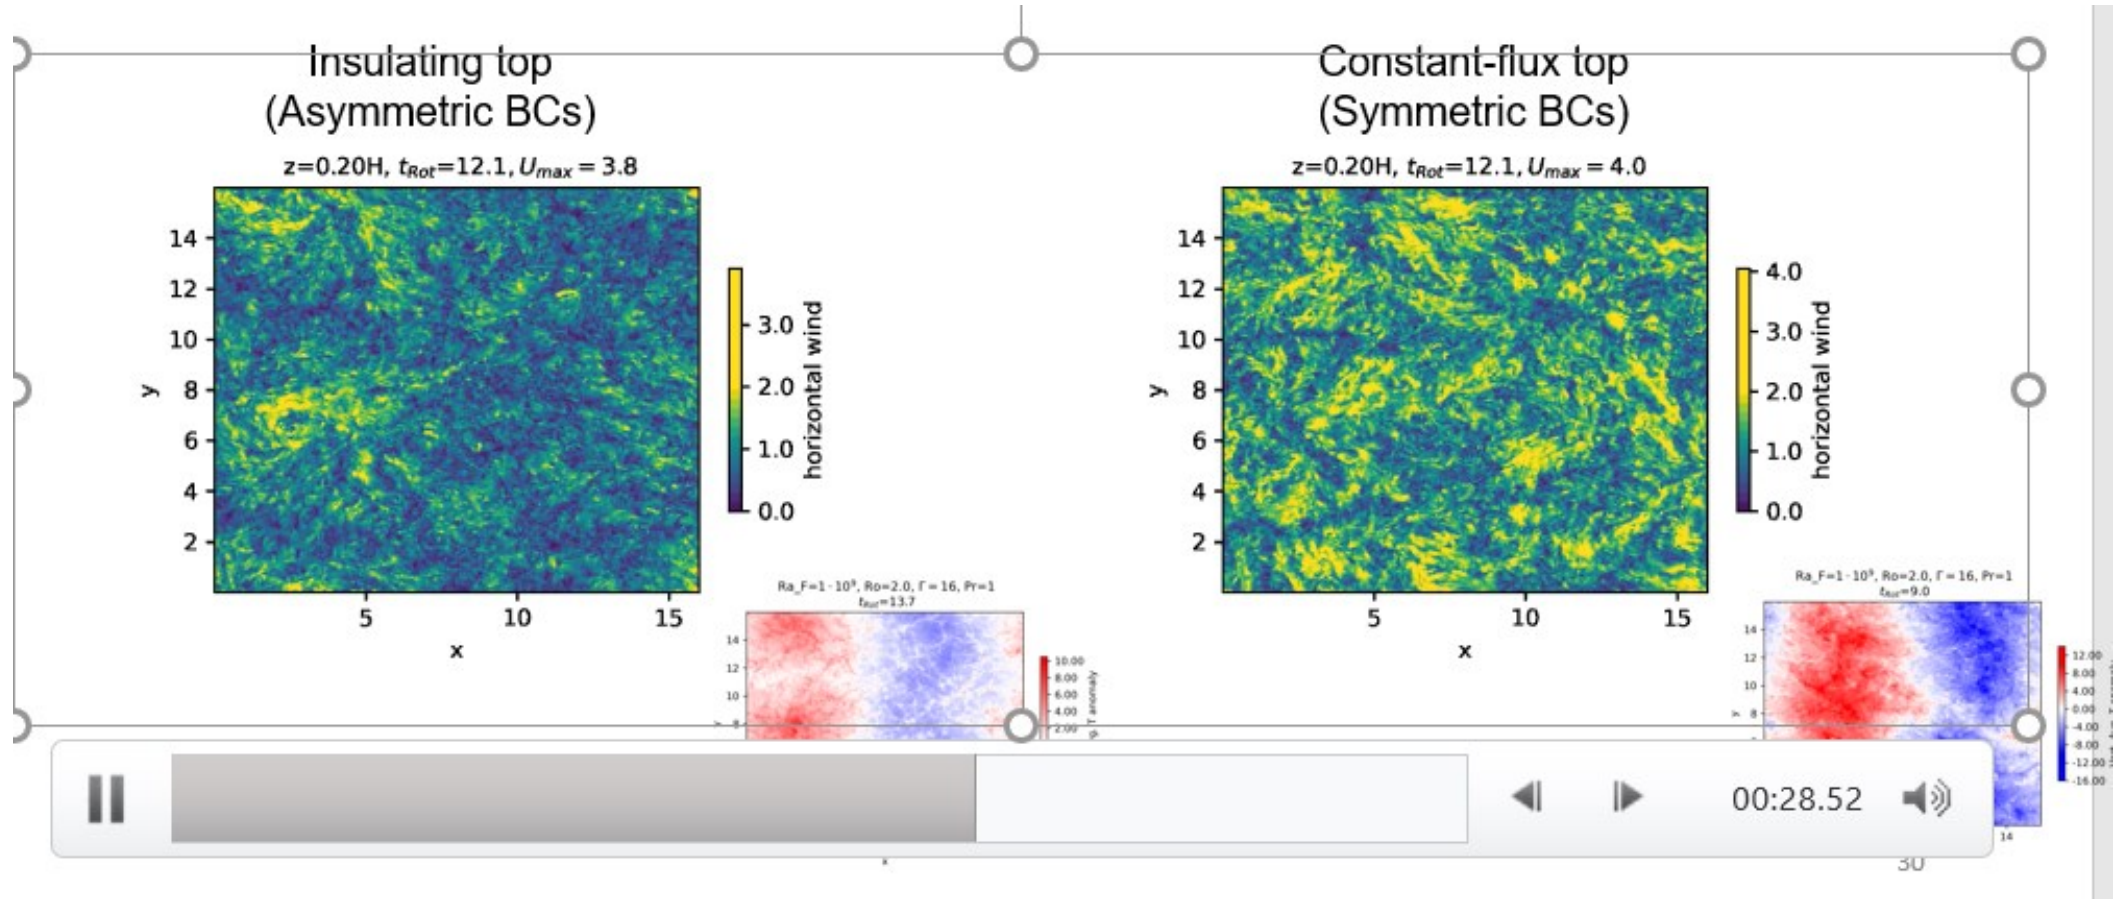 Insulating top
(Asymmetric BCs)
z=0.20H, t_Rot=12.1, U_max = 3.8
14
12
10
8
6
4
2
y
5
10
15
x
3.0
2.0
1.0
0.0
horizontal wind
Ra_F=1 · 10⁹, Ro=2.0, Γ = 16, Pr=1
t_Rot=13.7
14
12
10
8
y
10.00
8.00
6.00
4.00
2.00
T anomaly
Constant-flux top
(Symmetric BCs)
z=0.20H, t_Rot=12.1, U_max = 4.0
14
12
10
8
6
4
2
y
5
10
15
x
4.0
3.0
2.0
1.0
0.0
horizontal wind
Ra_F=1 · 10⁹, Ro=2.0, Γ = 16, Pr=1
t_Rot=9.0
14
12
10
8
y
12.00
8.00
4.00
0.00
-4.00
-8.00
-12.00
-16.00
14
00:28.52
x
30